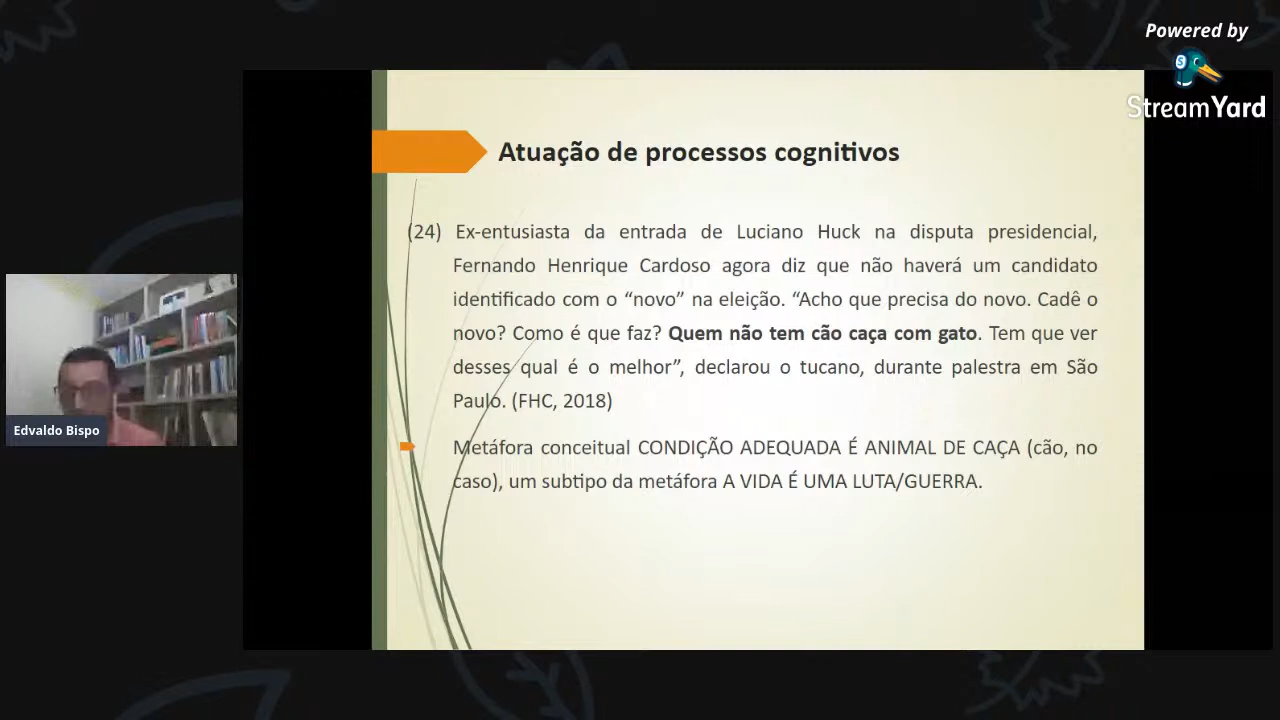 Powered by
StreamYard
Atuação de processos cognitivos
(24) Ex-entusiasta da entrada de Luciano Huck na disputa presidencial,
Fernando Henrique Cardoso agora diz que não haverá um candidato
identificado com o “novo” na eleição. “Acho que precisa do novo. Cadê o
novo? Como é que faz? Quem não tem cão caça com gato. Tem que ver
desses qual é o melhor”, declarou o tucano, durante palestra em São
Paulo. (FHC, 2018)
Metáfora conceitual CONDIÇÃO ADEQUADA É ANIMAL DE CAÇA (cão, no
caso), um subtipo da metáfora A VIDA É UMA LUTA/GUERRA.
Edvaldo Bispo